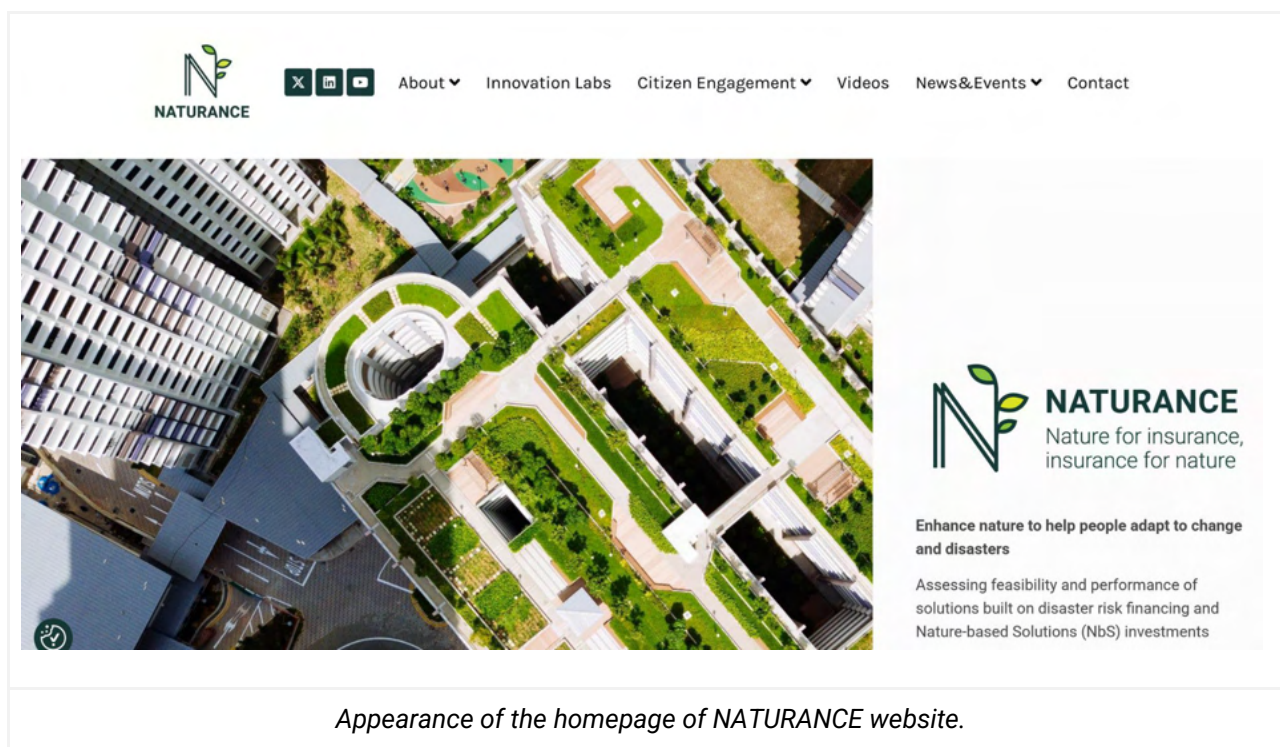 NATURANCE
About
Innovation Labs
Citizen Engagement
Videos
News&Events
Contact
NATURANCE
Nature for insurance,
insurance for nature
Enhance nature to help people adapt to change
and disasters
Assessing feasibility and performance of
solutions built on disaster risk financing and
Nature-based Solutions (NbS) investments
Appearance of the homepage of NATURANCE website.